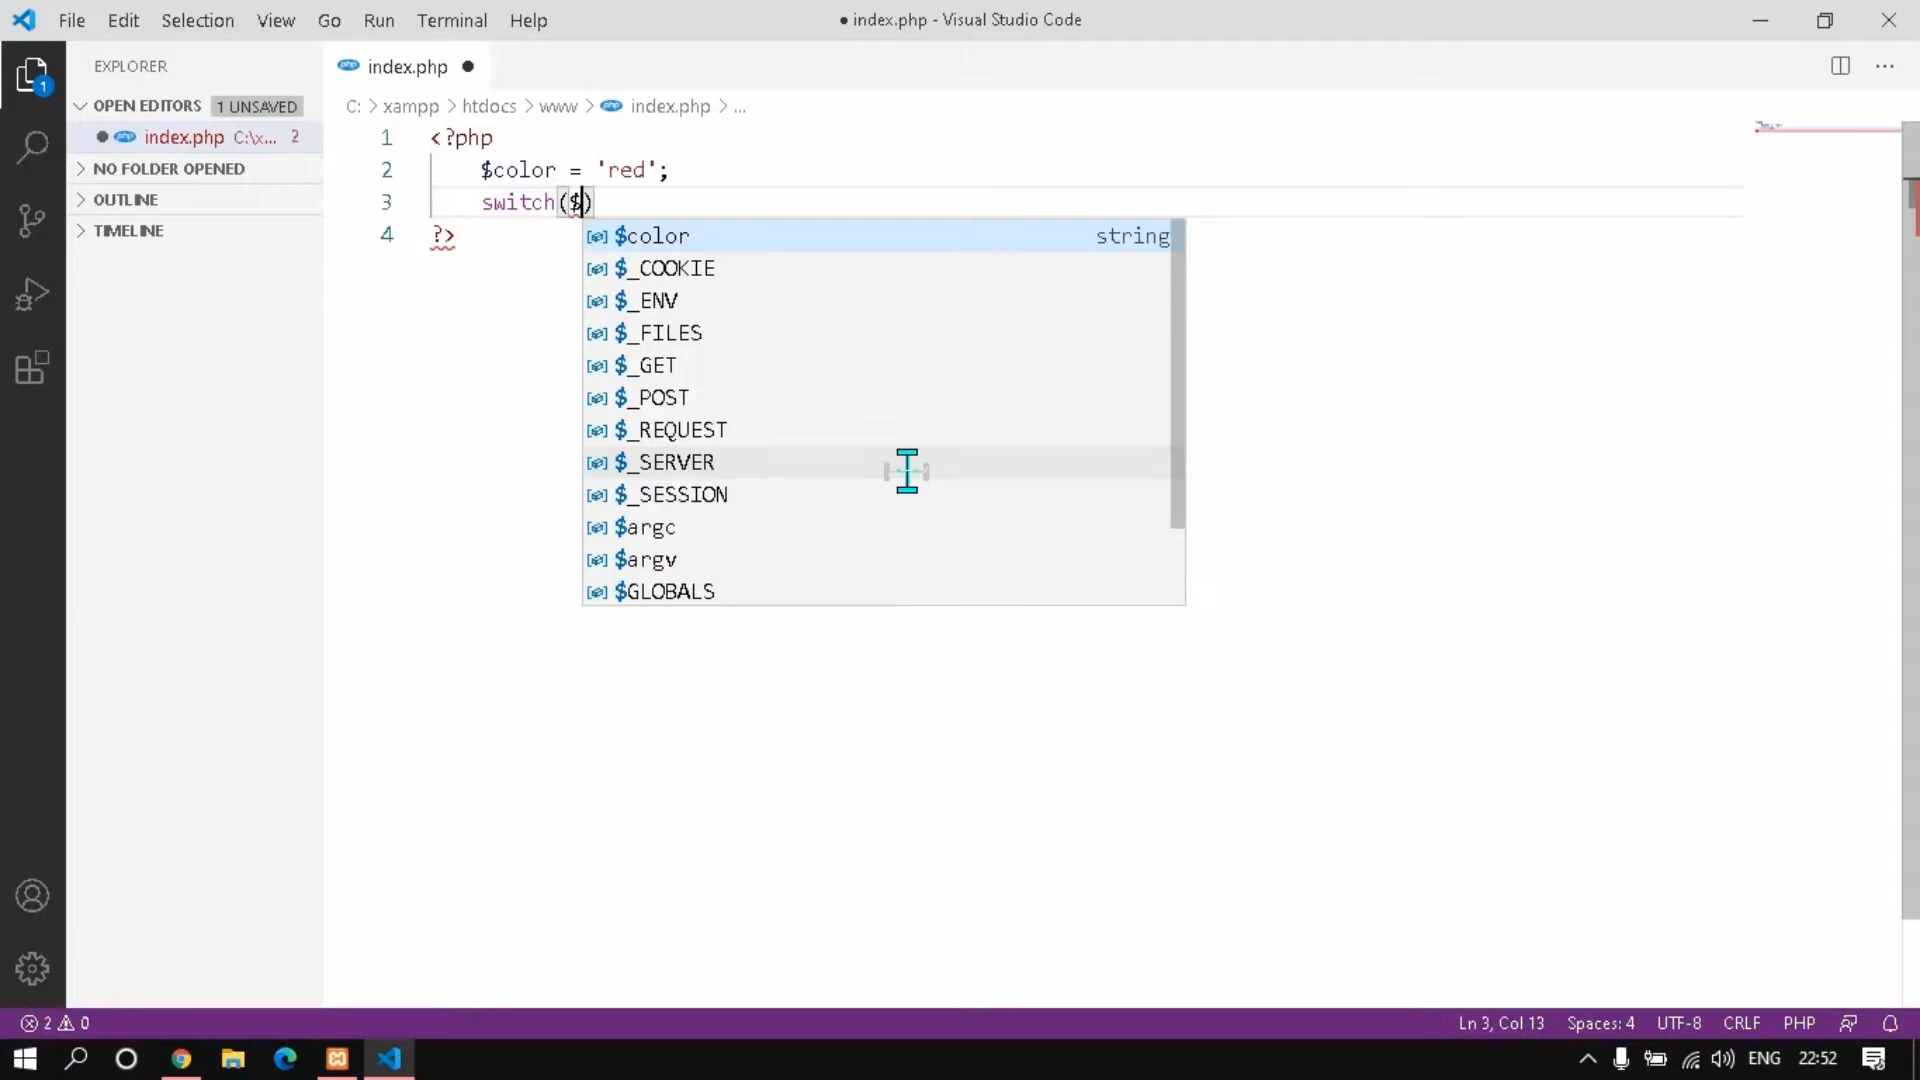 File Edit Selection View Go Run Terminal Help
● index.php - Visual Studio Code
EXPLORER
OPEN EDITORS 1 UNSAVED
● index.php C:\x... 2
NO FOLDER OPENED
OUTLINE
TIMELINE
1
php index.php ●
C: > xampp > htdocs > www > php index.php > ...
1 <?php
2 $color = 'red';
3 switch($)
4 ?>
$color string
$_COOKIE
$_ENV
$_FILES
$_GET
$_POST
$_REQUEST
$_SERVER
$_SESSION
$argc
$argv
$GLOBALS
2 0
Ln 3, Col 13 Spaces: 4 UTF-8 CRLF PHP
ENG 22:52